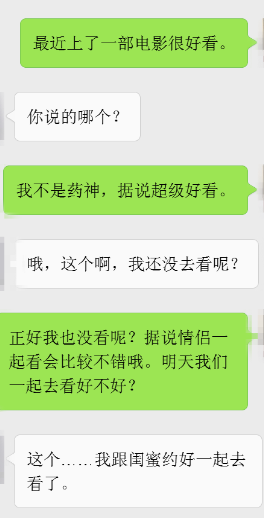 最近上了一部电影很好看。
你说的哪个？
我不是药神，据说超级好看。
哦，这个啊，我还没去看呢？
正好我也没看呢？据说情侣一
起看会比较不错哦。明天我们
一起去看好不好？
这个……我跟闺蜜约好一起去
看了。